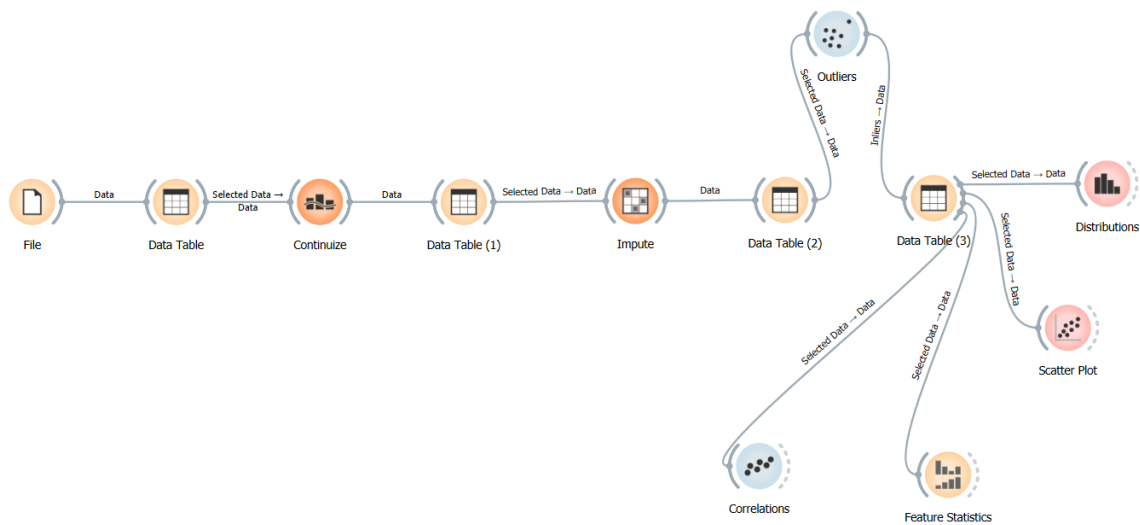 Outliers
Selected Data → Data
Inliers → Data
Data
Selected Data →
Data
Data
Selected Data → Data
Data
Selected Data → Data
File
Data Table
Continuize
Data Table (1)
Impute
Data Table (2)
Data Table (3)
Distributions
Selected Data → Data
Selected Data → Data
Selected Data → Data
Scatter Plot
Correlations
Feature Statistics